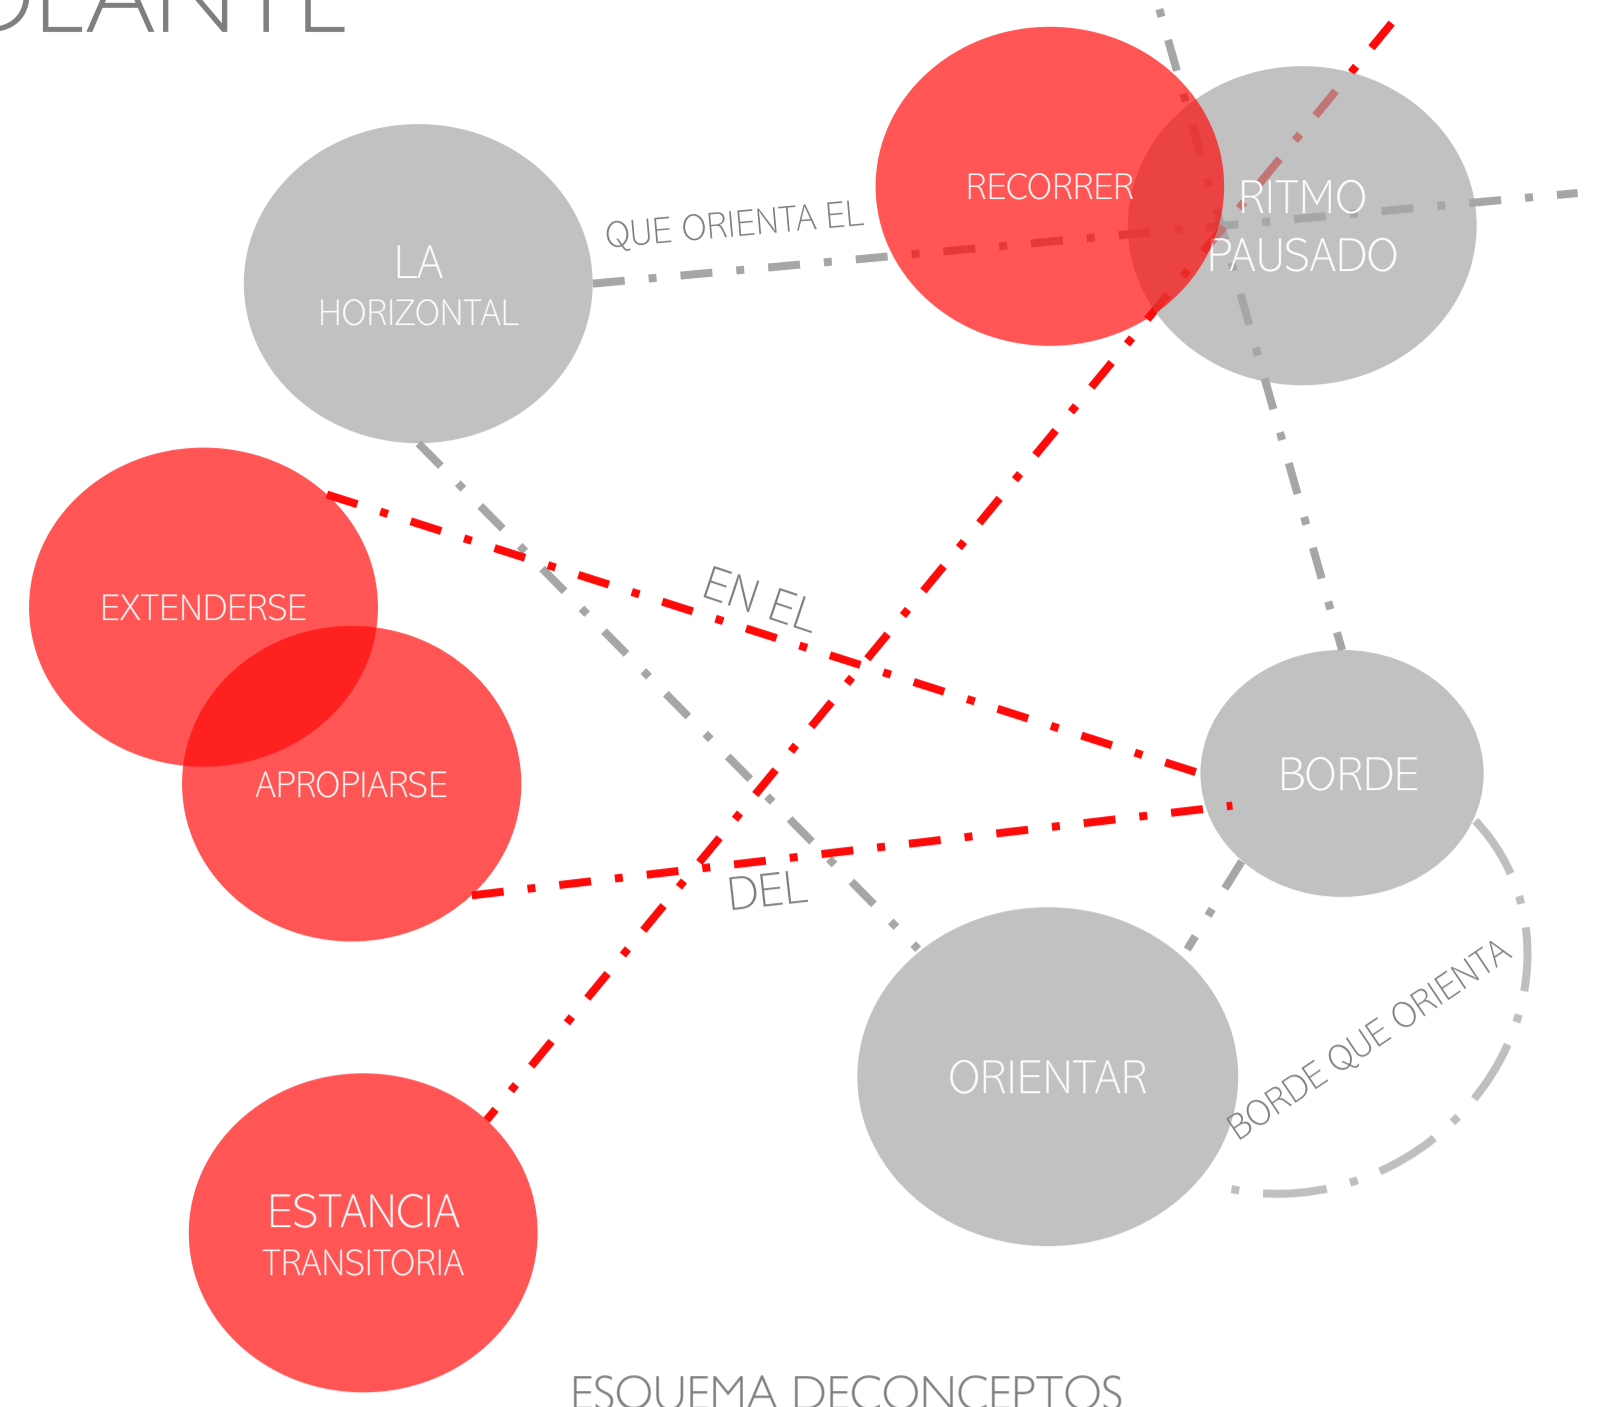 RECORRER
RITMO
PAUSADO
QUE ORIENTA EL
LA
HORIZONTAL
EN EL
EXTENDERSE
APROPIARSE
BORDE
DEL
BORDE QUE ORIENTA
ORIENTAR
ESTANCIA
TRANSITORIA
ESQUEMA DECONCEPTOS